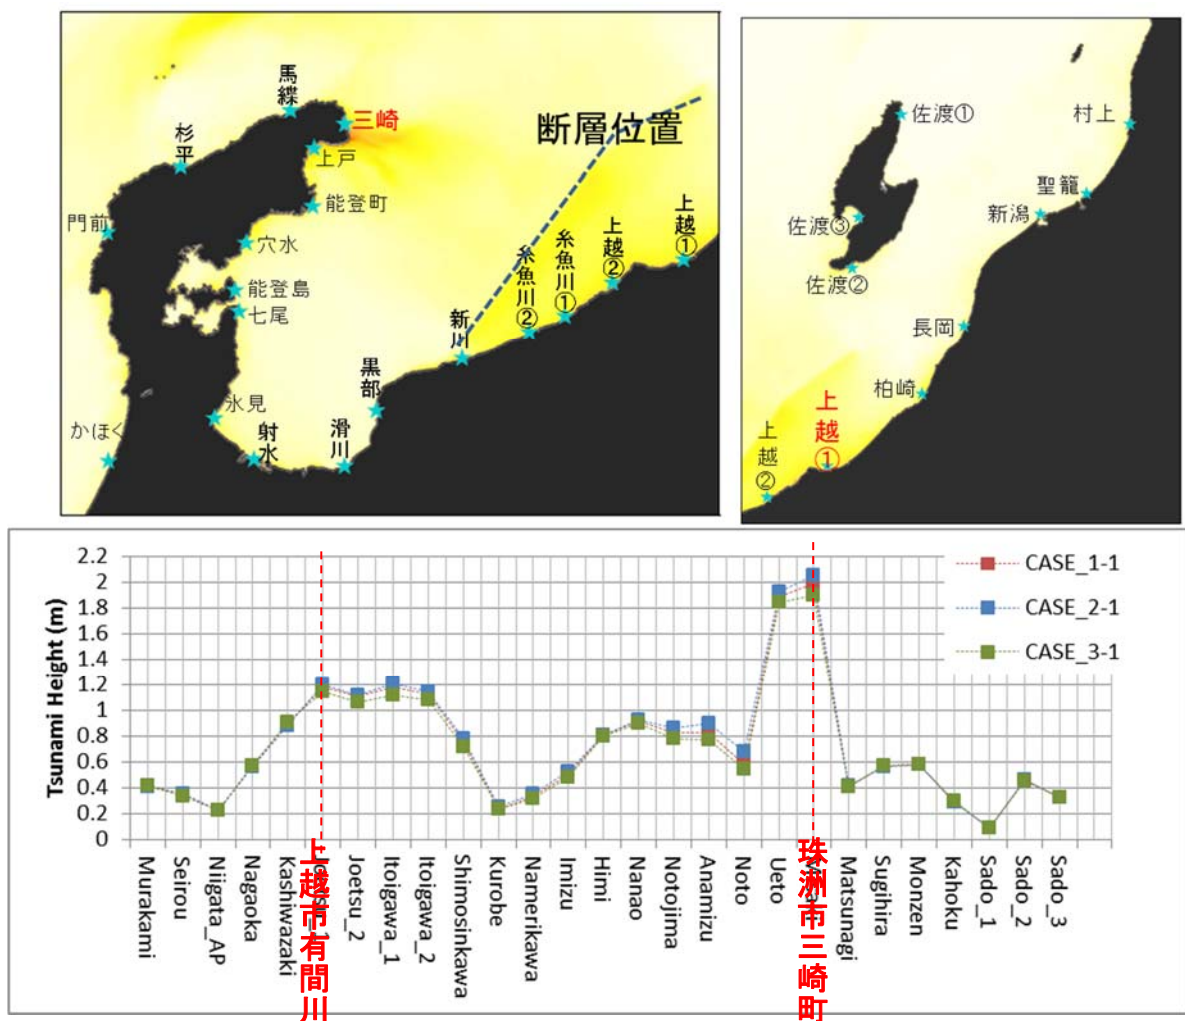 馬緤
三崎
杉平
上戸
断層位置
門前
能登町
穴水
上越①
上越②
糸魚川①
糸魚川②
能登島
七尾
新川
黒部
氷見
かほく
射水
滑川
佐渡①
村上
聖籠
新潟
佐渡③
佐渡②
長岡
柏崎
上越①
上越②
Tsunami Height (m)
2.2
2
1.8
1.6
1.4
1.2
1
0.8
0.6
0.4
0.2
0
CASE_1-1
CASE_2-1
CASE_3-1
Murakami
Seirou
Niigata_AP
Nagaoka
Kashiwazaki
上越市有間川
Joetsu_2
Itoigawa_1
Itoigawa_2
Shimosinkawa
Kurobe
Namerikawa
Imizu
Himi
Nanao
Notojima
Anamizu
Noto
Ueto
珠洲市三崎町
Matsunagi
Sugihira
Monzen
Kahoku
Sado_1
Sado_2
Sado_3